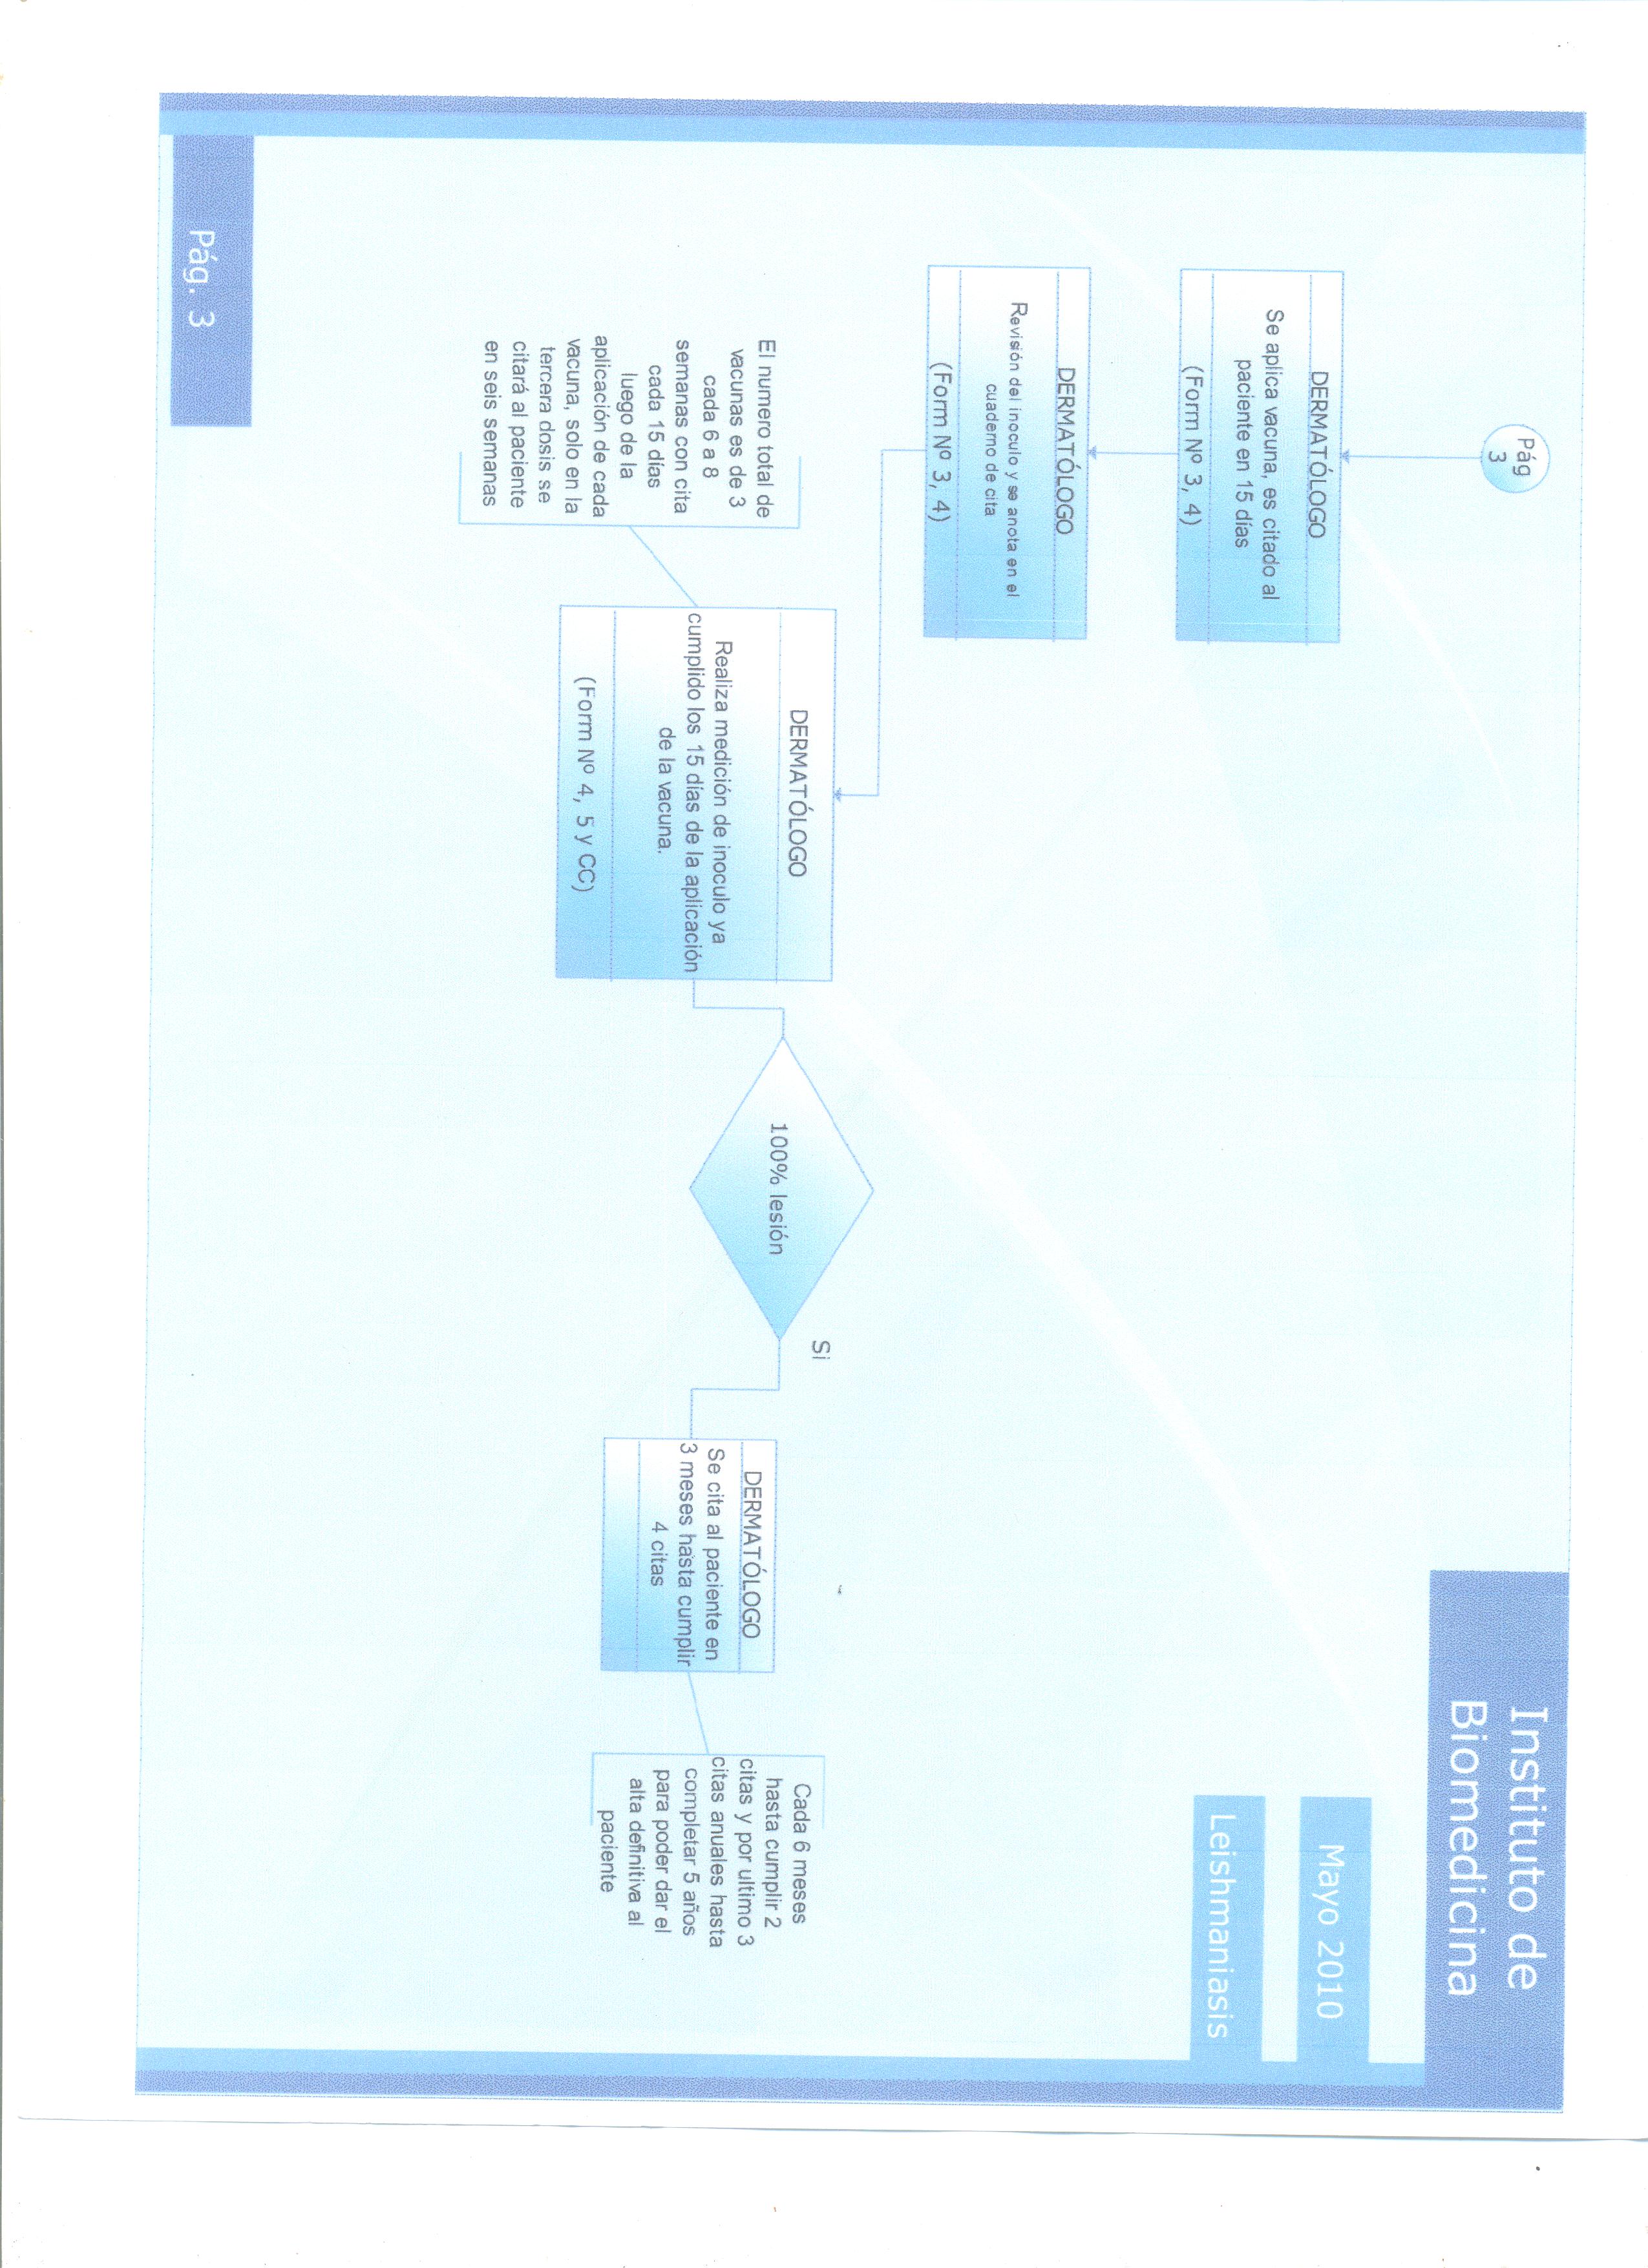 Instituto de
Biomedicina
Mayo 2010
Leishmaniasis
Pág
3
DERMATÓLOGO
Se aplica vacuna, es citado al
paciente en 15 días
(Form Nº 3, 4)
DERMATÓLOGO
Revisión del inoculo y se anota en el
cuaderno de cita
(Form Nº 3, 4)
DERMATÓLOGO
Realiza medición de inoculo ya
cumplido los 15 días de la aplicación
de la vacuna.
(Form Nº 4, 5 y CC)
El numero total de
vacunas es de 3
cada 6 a 8
semanas con cita
cada 15 días
luego de la
aplicación de cada
vacuna, solo en la
tercera dosis se
citará al paciente
en seis semanas
100% lesión
Si
DERMATÓLOGO
Se cita al paciente en
3 meses hasta cumplir
4 citas
Cada 6 meses
hasta cumplir 2
citas y por ultimo 3
citas anuales hasta
completar 5 años
para poder dar el
alta definitiva al
paciente
Pág. 3